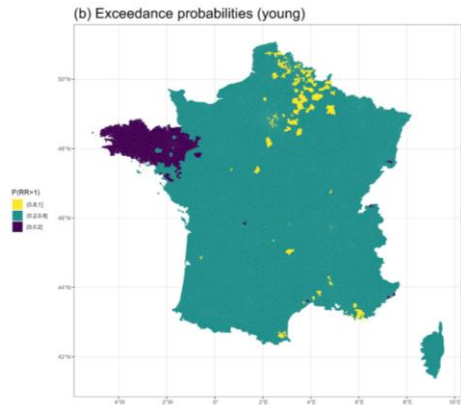 (b) Exceedance probabilities (young)
50°N
48°N
46°N
44°N
42°N
P(RR>1)
(0.8,1]
(0.2,0.8]
[0,0.2]
4°W
2°W
0°
2°E
4°E
6°E
8°E
10°E